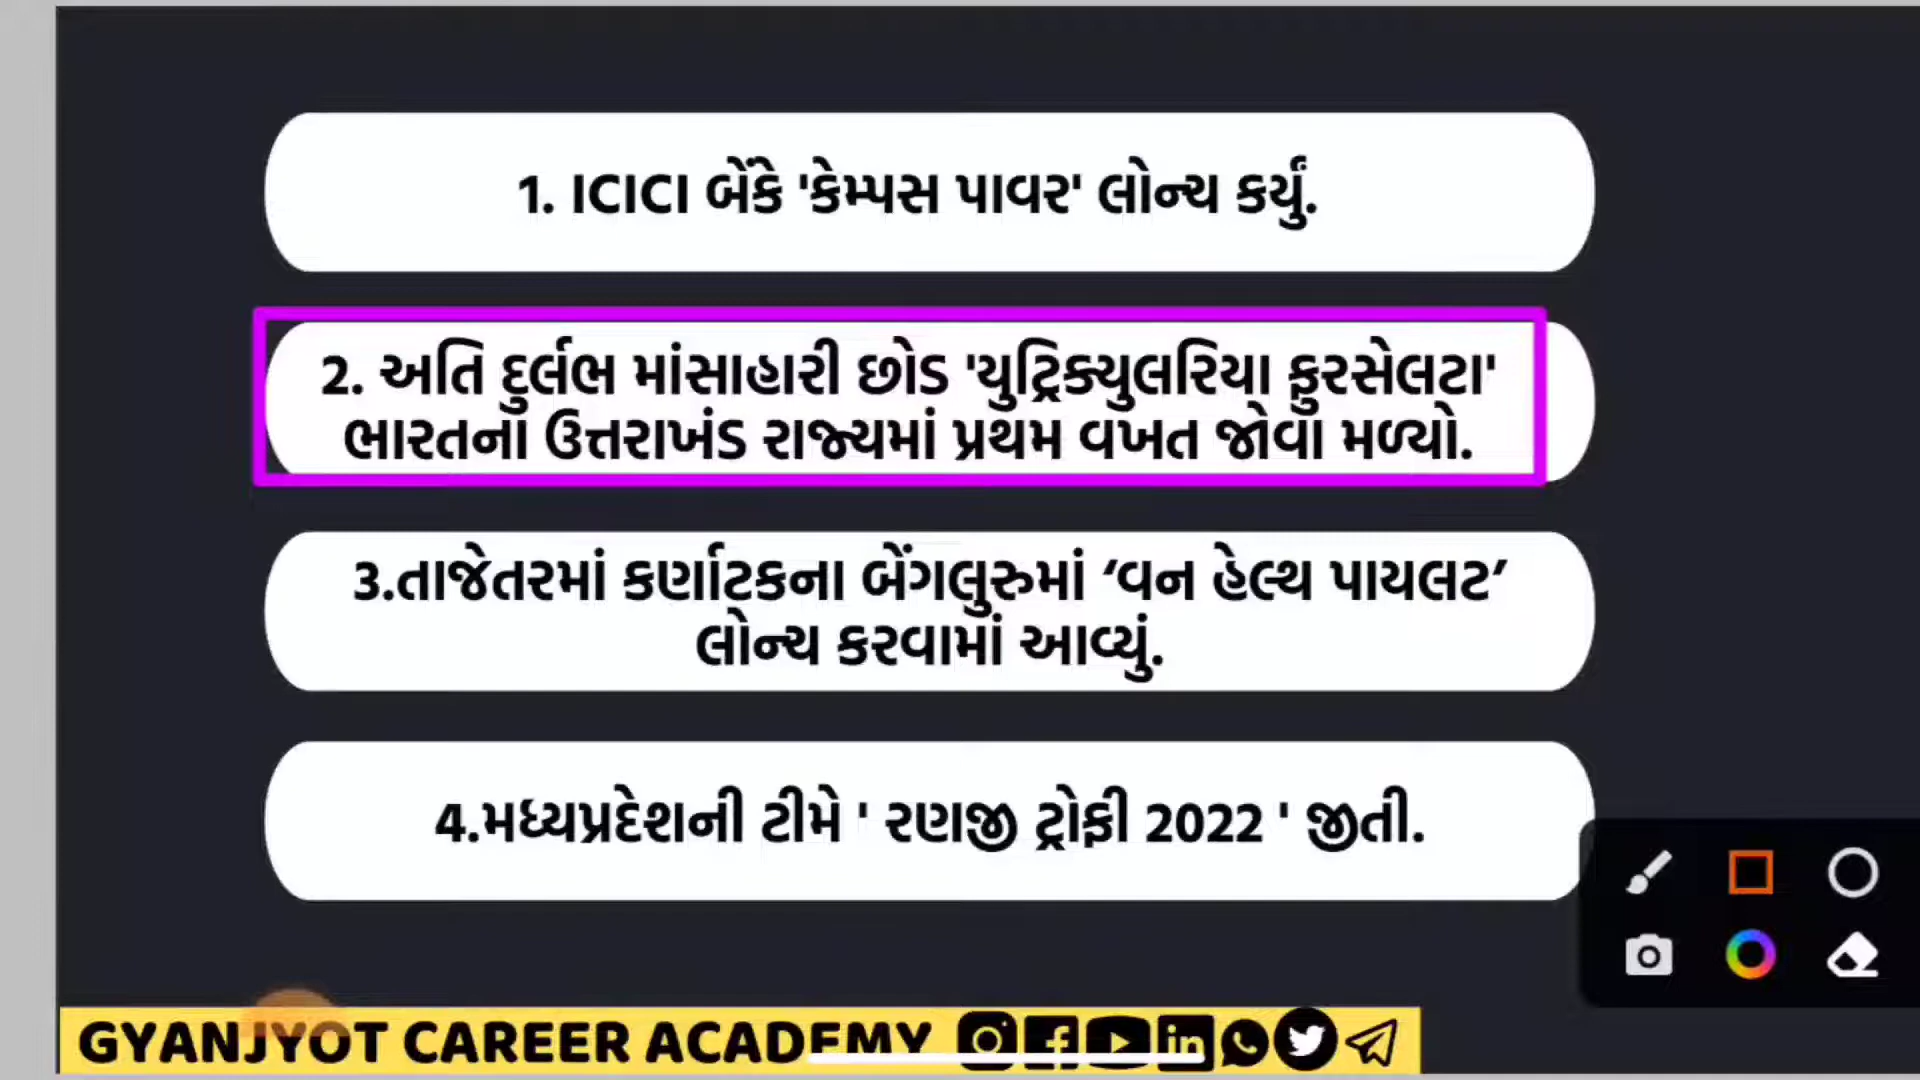 1. ICICI બેંકે 'કેમ્પસ પાવર' લોન્ચ કર્યું.
2. અતિ દુર્લભ માંસાહારી છોડ 'યુટ્રિક્યુલરિયા ફુરસેલટા'
ભારતના ઉત્તરાખંડ રાજ્યમાં પ્રથમ વખત જોવા મળ્યો.
3.તાજેતરમાં કર્ણાટકના બેંગલુરુમાં ‘વન હેલ્થ પાયલટ’
લોન્ચ કરવામાં આવ્યું.
4.મધ્યપ્રદેશની ટીમે ' રણજી ટ્રોફી 2022 ' જીતી.
GYANJYOT CAREER ACADEMY